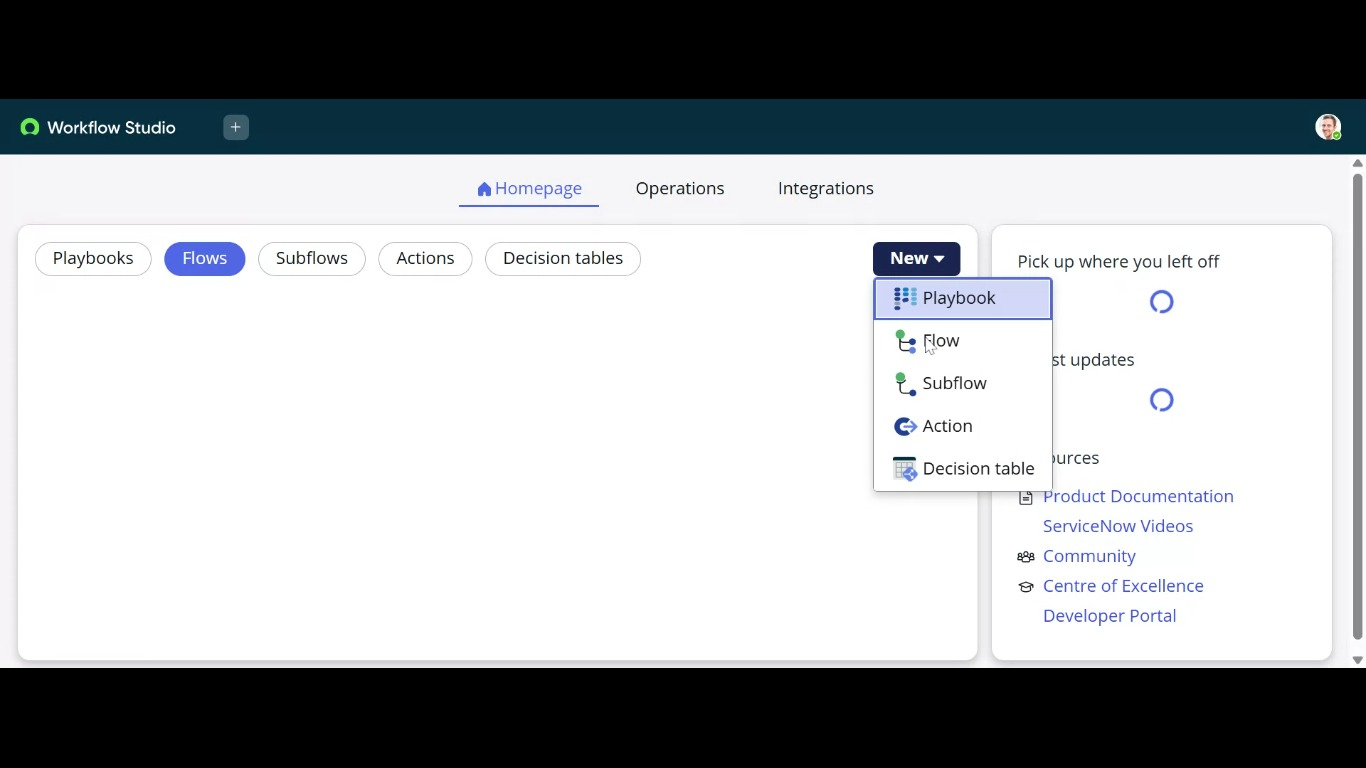 Workflow Studio
+
Homepage
Operations
Integrations
Playbooks
Flows
Subflows
Actions
Decision tables
New
Playbook
Flow
Subflow
Action
Decision table
Pick up where you left off
st updates
urces
Product Documentation
ServiceNow Videos
Community
Centre of Excellence
Developer Portal